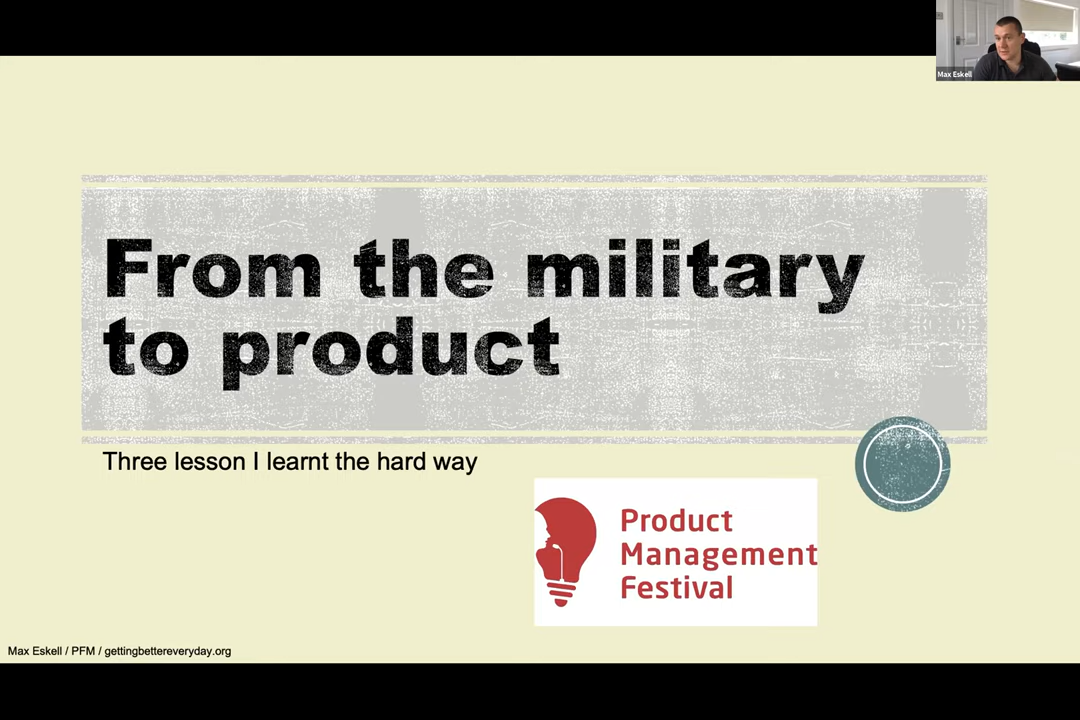 Max Eskell
From the military
to product
Three lesson I learnt the hard way
Product
Management
Festival
Max Eskell / PFM / gettingbettereveryday.org